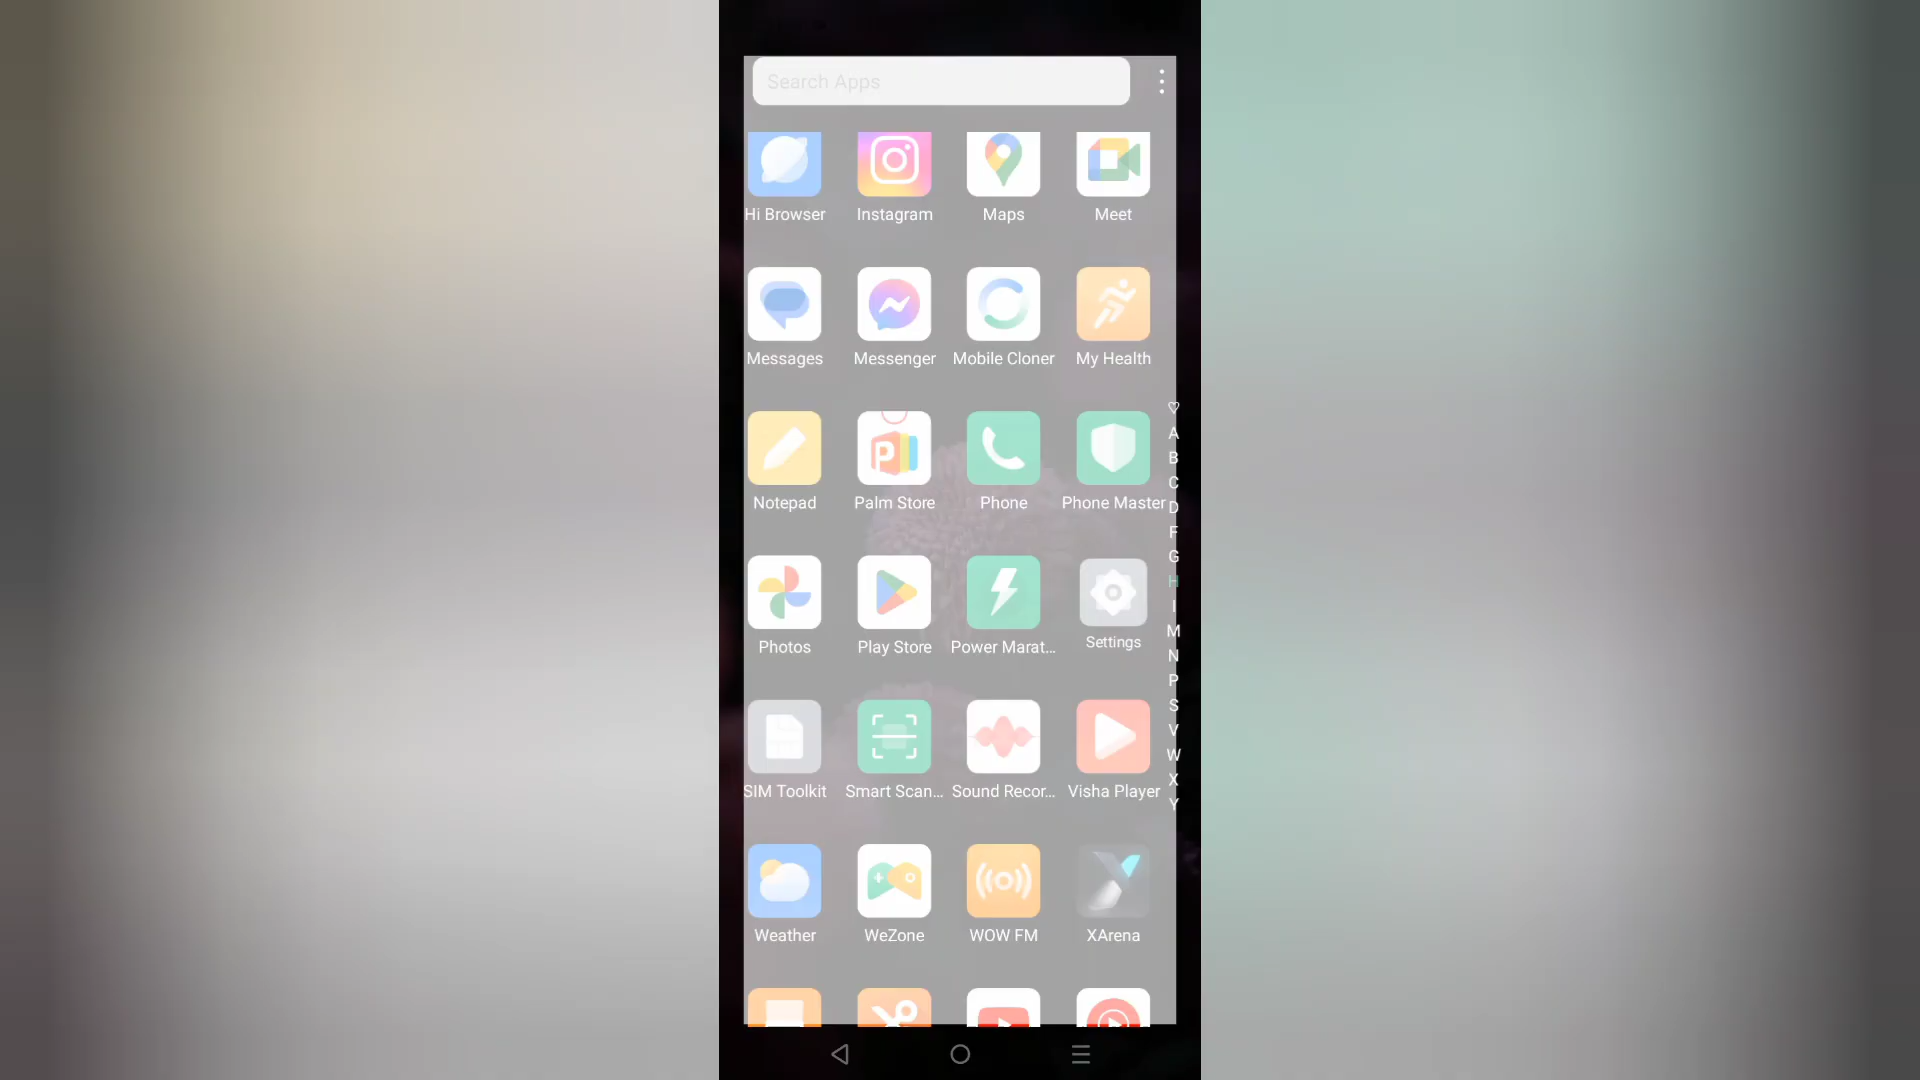 Search Apps
Hi Browser Instagram Maps Meet
Messages Messenger Mobile Cloner My Health
Notepad Palm Store Phone Phone Master
Photos Play Store Power Marat... Settings
SIM Toolkit Smart Scan... Sound Recor... Visha Player
Weather WeZone WOW FM XArena
A
B
C
D
F
G
H
I
M
N
P
S
V
W
X
Y